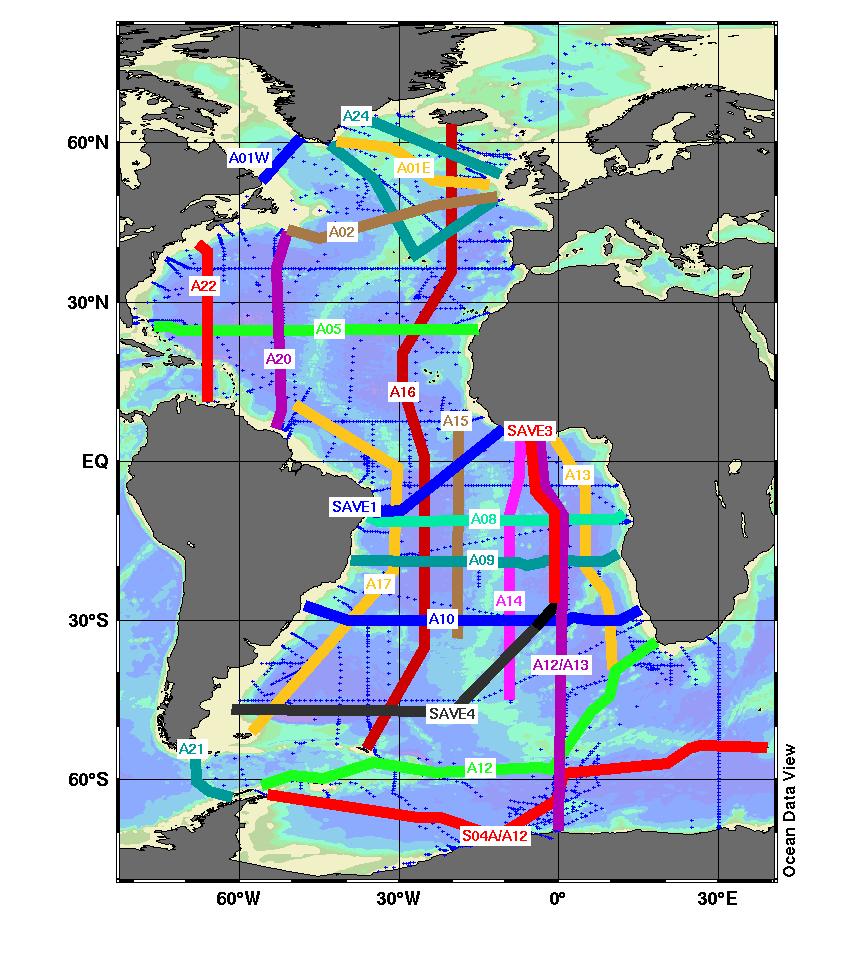 A24
60°N
A01W
A01E
A02
A22
30°N
A05
A20
A16
A15
SAVE3
EQ
A13
SAVE1
A08
A09
A17
A14
30°S
A10
A12/A13
SAVE4
A21
A12
60°S
S04A/A12
Ocean Data View
60°W
30°W
0°
30°E